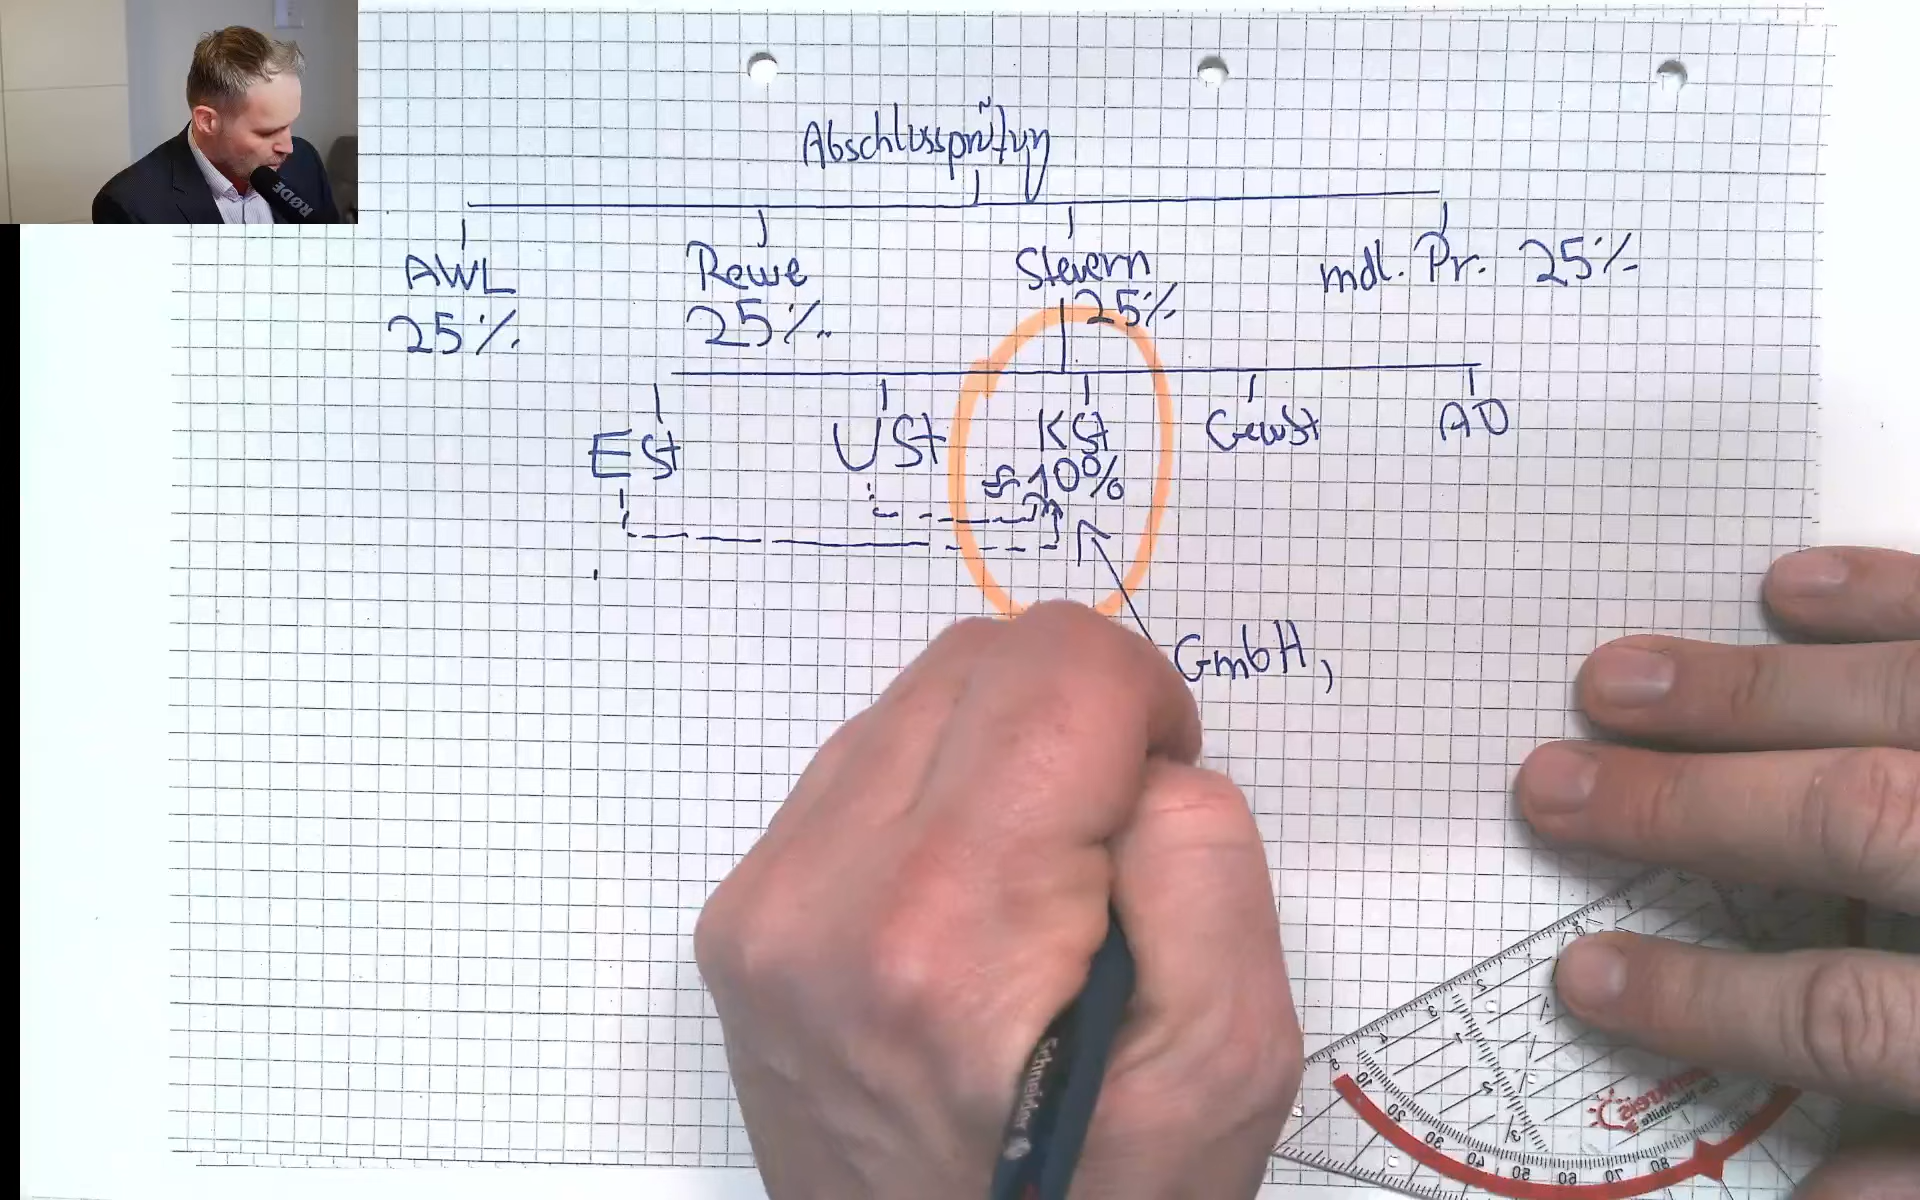 RØDE
Abschlussprüfung
AWL Rewe Steuern mdl. Pr. 25%
25% 25% 25%
ESt USt KSt GewSt AO
≈ 10%
GmbH,
Schneider